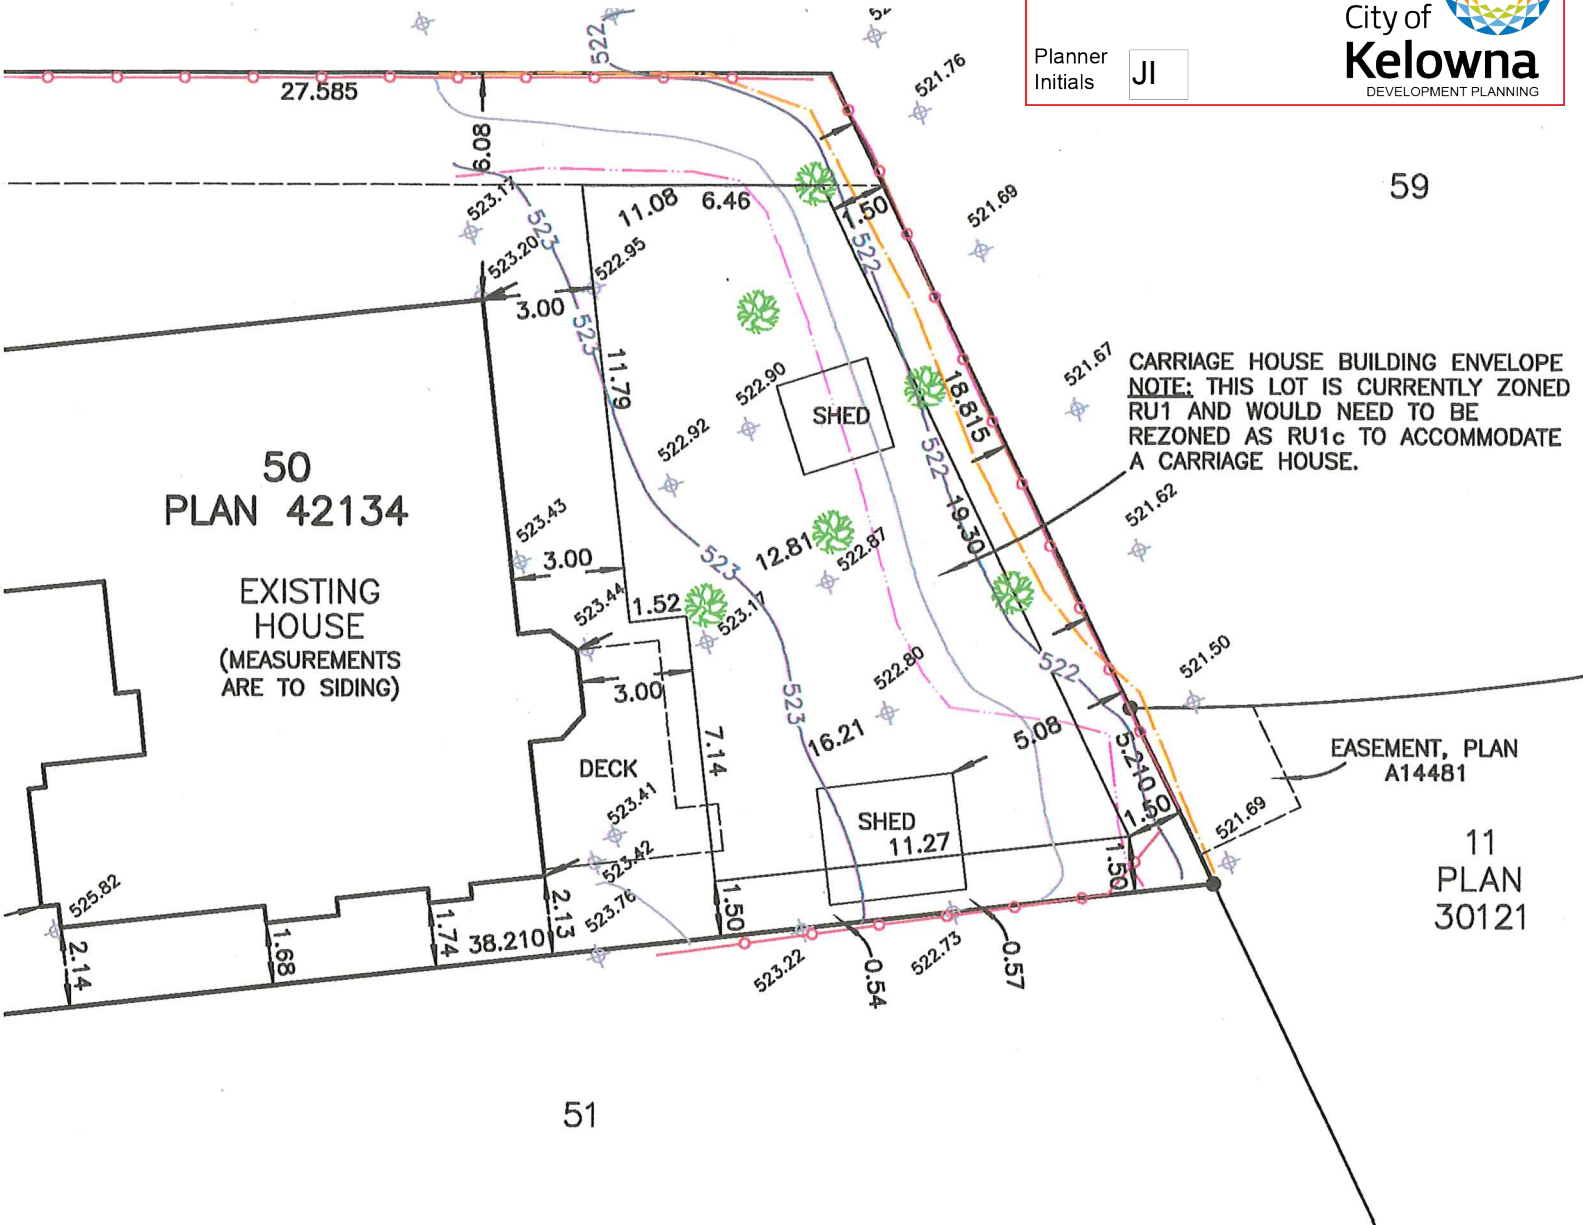 City of
Kelowna
DEVELOPMENT PLANNING
Planner
Initials
JI
522
521.76
27.585
6.08
59
523.17
523
11.08
6.46
1.50
521.69
523.20
522.95
522
3.00
523
11.79
522.90
SHED
18.815
521.67
CARRIAGE HOUSE BUILDING ENVELOPE
NOTE: THIS LOT IS CURRENTLY ZONED
RU1 AND WOULD NEED TO BE
REZONED AS RU1c TO ACCOMMODATE
A CARRIAGE HOUSE.
522.92
522
50
PLAN 42134
523.43
19.30
521.62
12.81
522.87
523
3.00
EXISTING
HOUSE
(MEASUREMENTS
ARE TO SIDING)
523.44
1.52
523.17
522
521.50
522.80
3.00
523
16.21
5.08
7.14
5.210
EASEMENT, PLAN
A14481
DECK
523.41
SHED
11.27
1.50
521.69
11
PLAN
30121
523.42
525.82
1.50
2.13
523.76
1.50
1.74
38.210
1.68
2.14
523.22
0.54
522.73
0.57
51